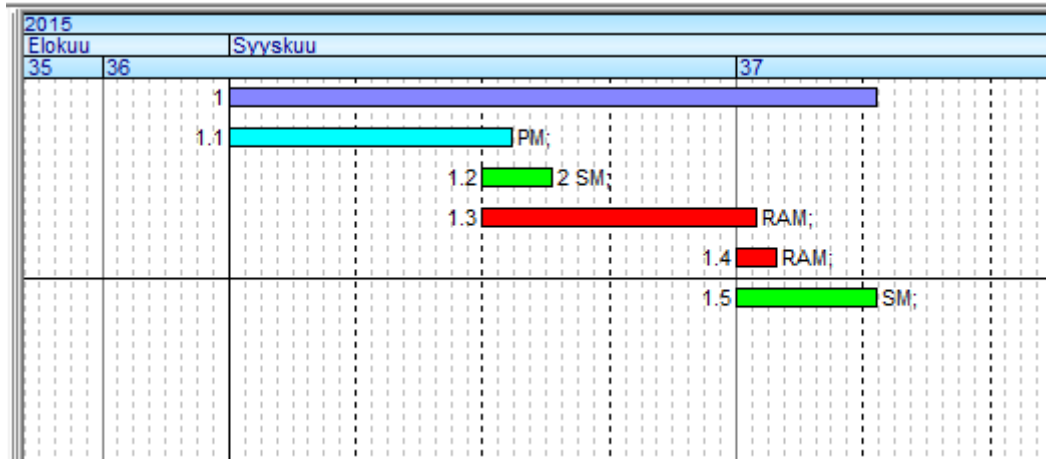 2015
Elokuu Syyskuu
35 36 37
1
1.1 PM;
1.2 2 SM;
1.3 RAM;
1.4 RAM;
1.5 SM;